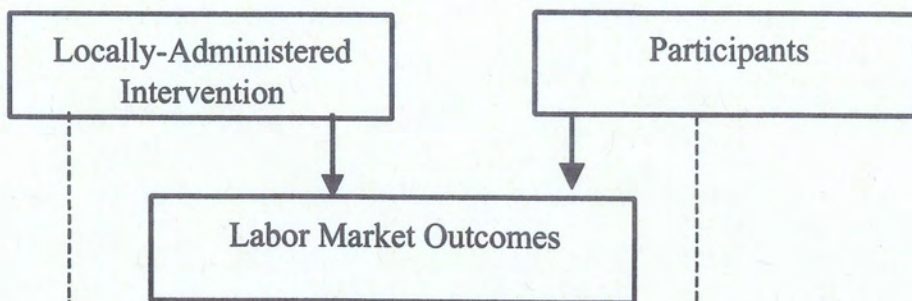 Locally-Administered
Intervention
Participants
Labor Market Outcomes